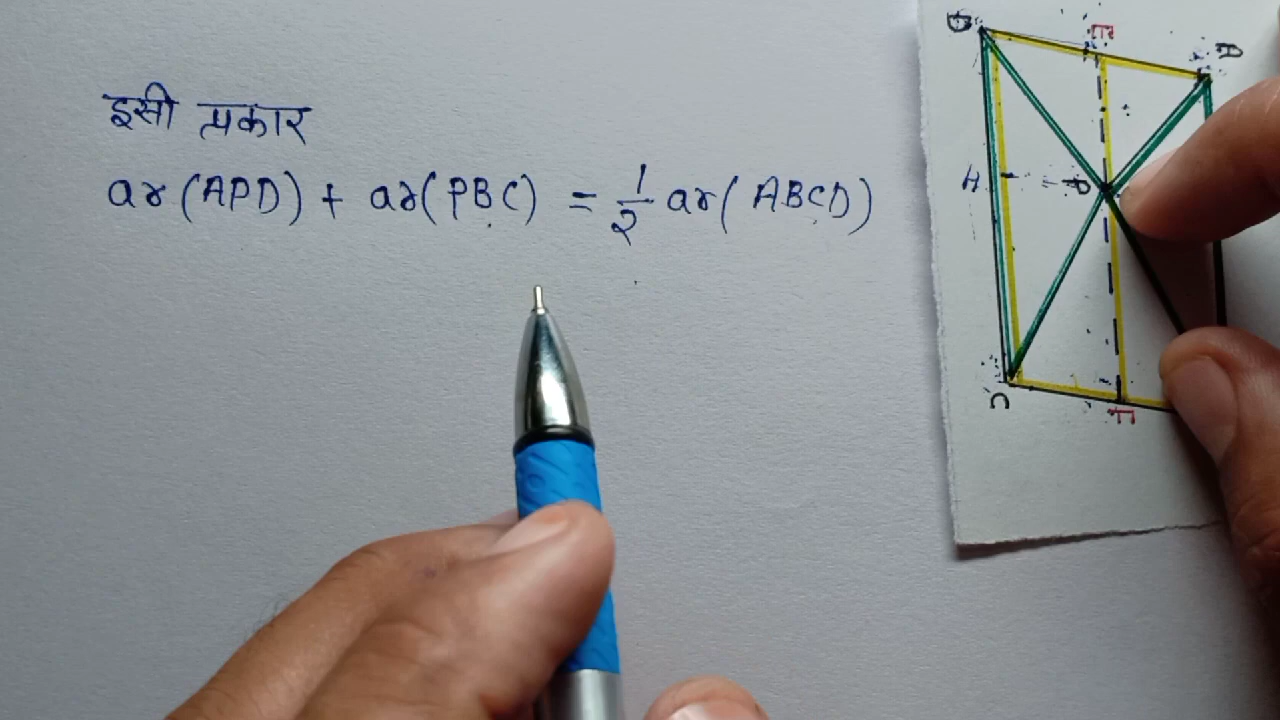 इसी प्रकार
ar (APD) + ar(PBC) = 1/2 ar( ABCD)
E
H
P
C
F